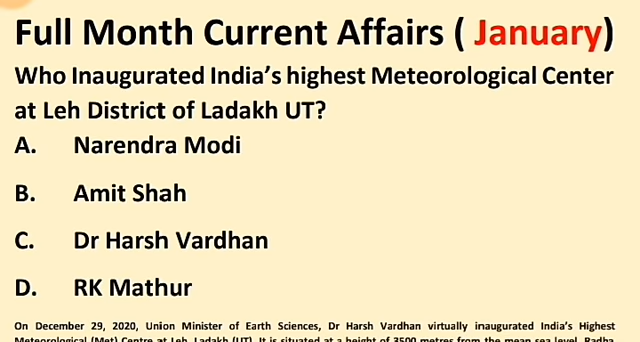 Full Month Current Affairs ( January)
Who Inaugurated India's highest Meteorological Center
at Leh District of Ladakh UT?
A. Narendra Modi
B. Amit Shah
C. Dr Harsh Vardhan
D. RK Mathur
On December 29, 2020, Union Minister of Earth Sciences, Dr Harsh Vardhan virtually inaugurated India's Highest
Meteorological (Met) Centre at Leh, Ladakh (UT). It is situated at a height of 3500 metres from the mean sea level. Radha